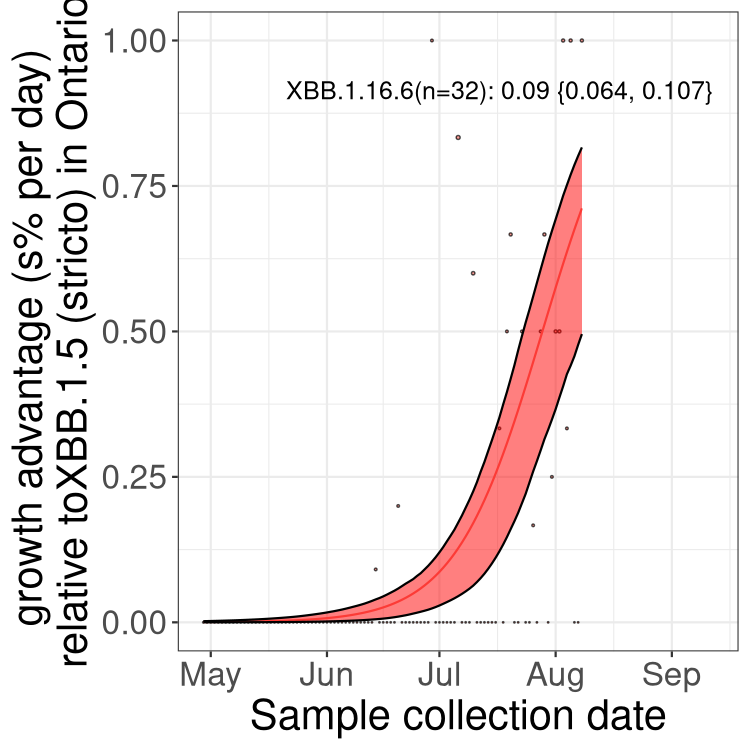 growth advantage (s% per day)
relative toXBB.1.5 (stricto) in Ontario
1.00
0.75
0.50
0.25
0.00
XBB.1.16.6(n=32): 0.09 {0.064, 0.107}
May Jun Jul Aug Sep
Sample collection date